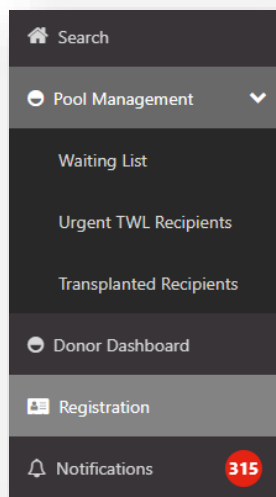 Search
Pool Management
Waiting List
Urgent TWL Recipients
Transplanted Recipients
Donor Dashboard
Registration
Notifications 315